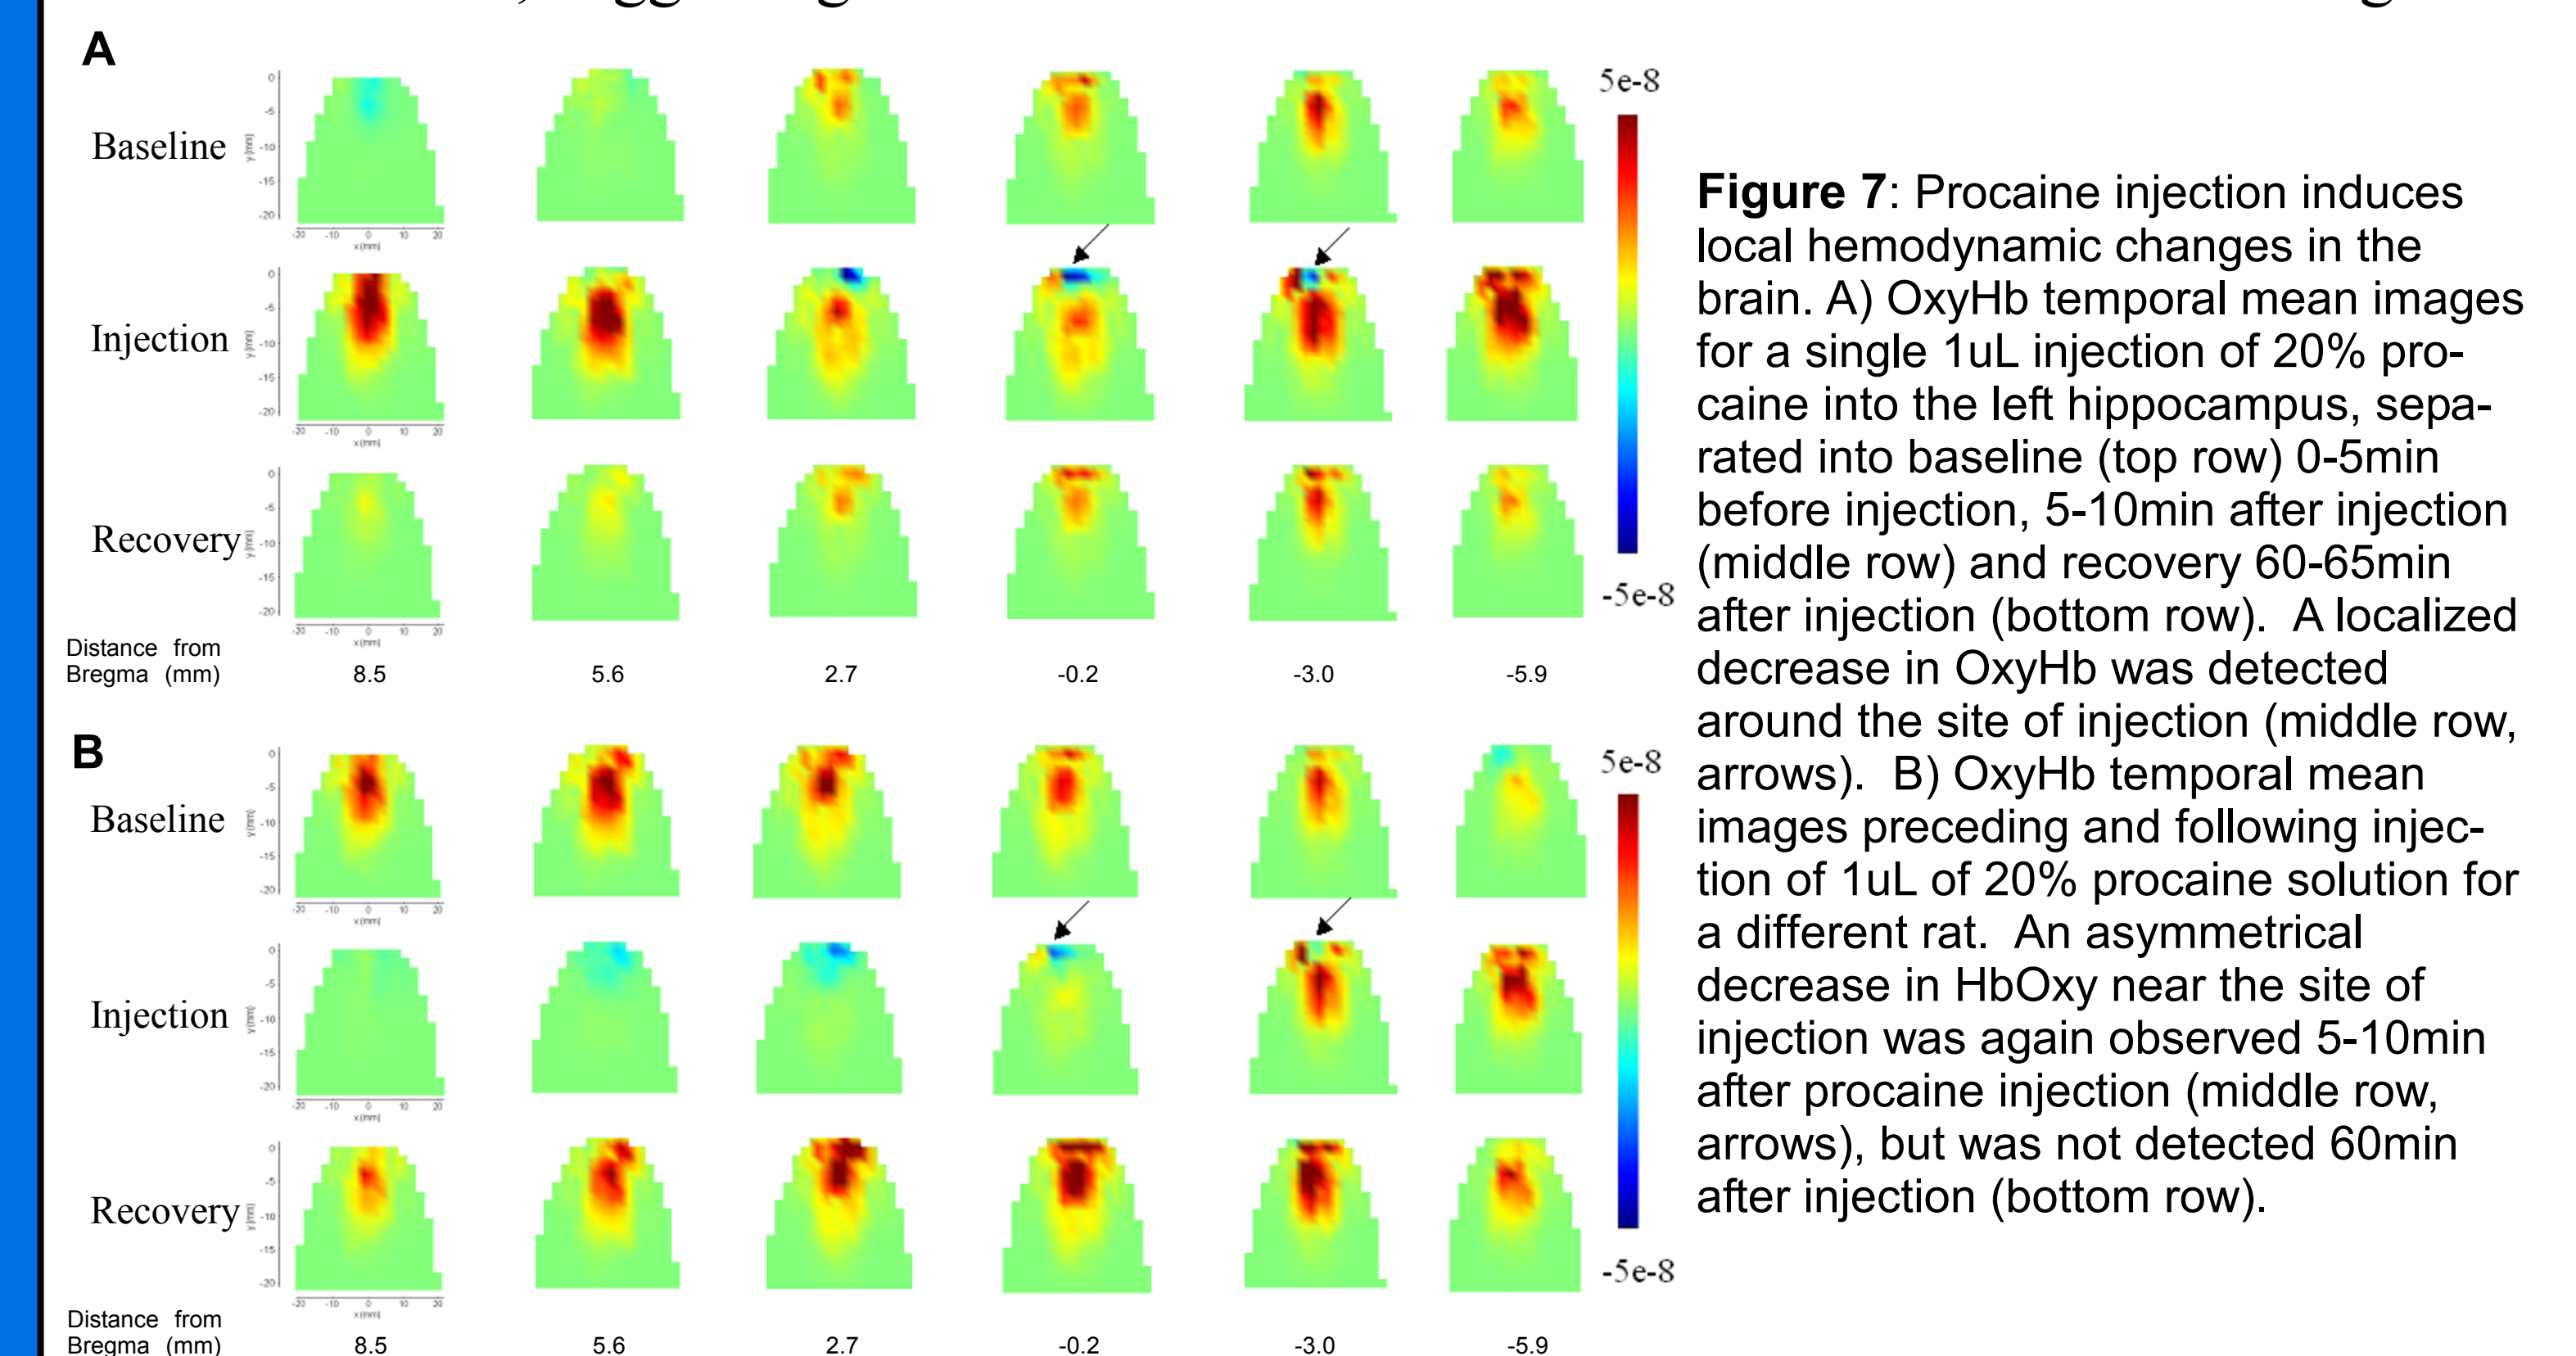 A
5e-8
Baseline
Injection
Recovery
-5e-8
Distance from
Bregma (mm)
8.5 5.6 2.7 -0.2 -3.0 -5.9
B
5e-8
Baseline
Injection
Recovery
-5e-8
Distance from
Bregma (mm)
8.5 5.6 2.7 -0.2 -3.0 -5.9
Figure 7: Procaine injection induces
local hemodynamic changes in the
brain. A) OxyHb temporal mean images
for a single 1uL injection of 20% pro-
caine into the left hippocampus, sepa-
rated into baseline (top row) 0-5min
before injection, 5-10min after injection
(middle row) and recovery 60-65min
after injection (bottom row). A localized
decrease in OxyHb was detected
around the site of injection (middle row,
arrows). B) OxyHb temporal mean
images preceding and following injec-
tion of 1uL of 20% procaine solution for
a different rat. An asymmetrical
decrease in HbOxy near the site of
injection was again observed 5-10min
after procaine injection (middle row,
arrows), but was not detected 60min
after injection (bottom row).